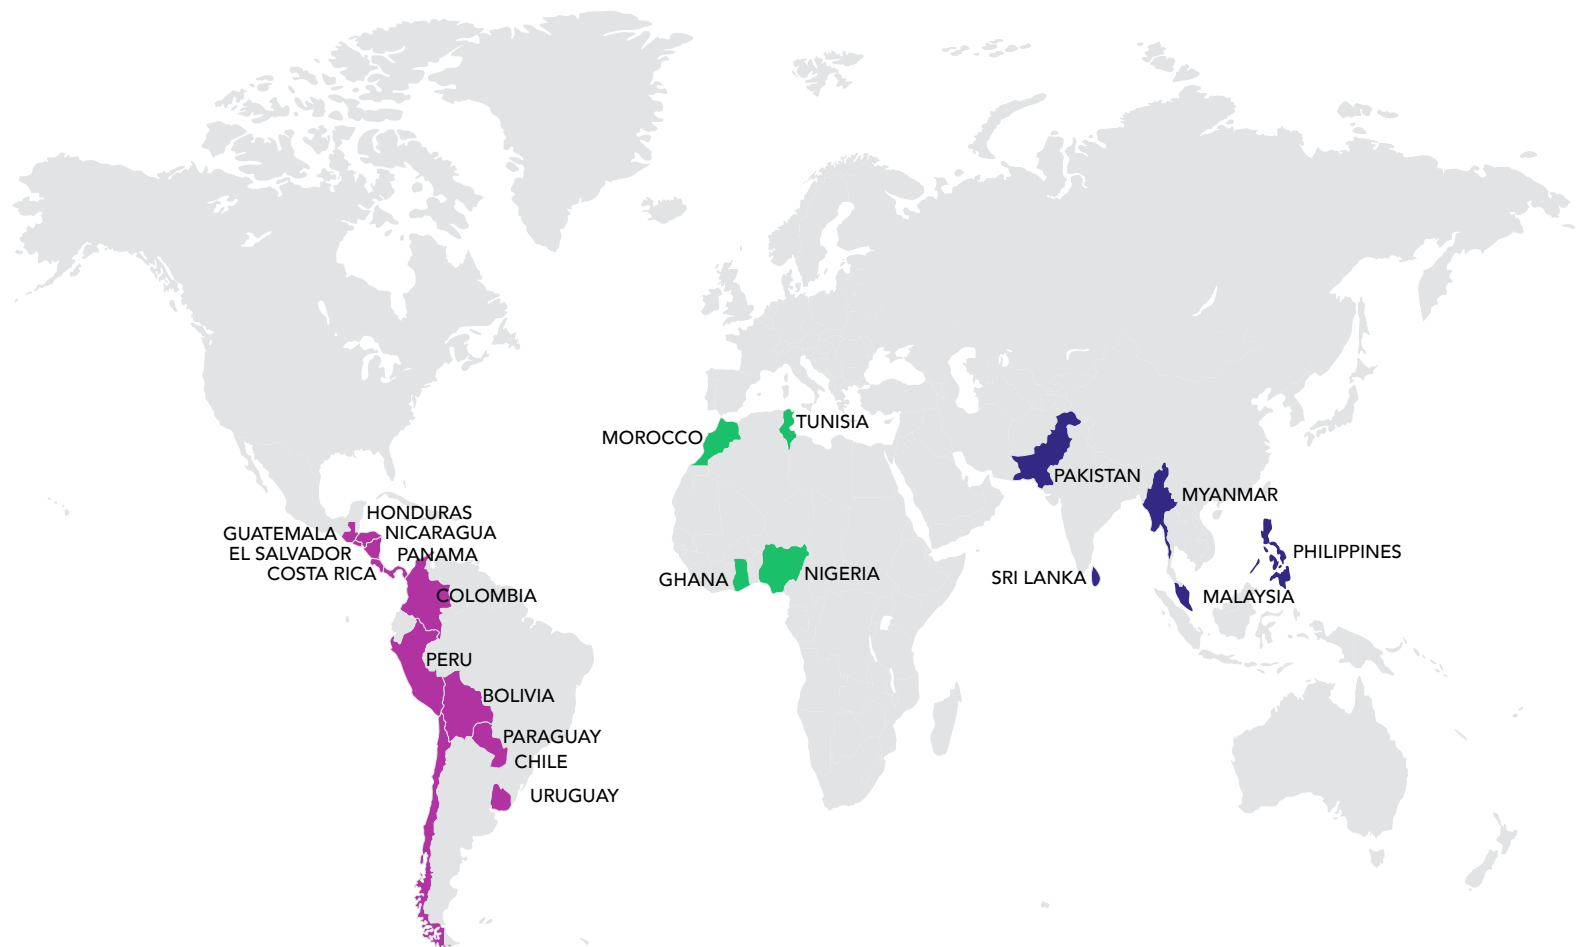 TUNISIA
MOROCCO
PAKISTAN
MYANMAR
HONDURAS
GUATEMALA
NICARAGUA
EL SALVADOR
PANAMA
COSTA RICA
PHILIPPINES
GHANA
NIGERIA
SRI LANKA
MALAYSIA
COLOMBIA
PERU
BOLIVIA
PARAGUAY
CHILE
URUGUAY